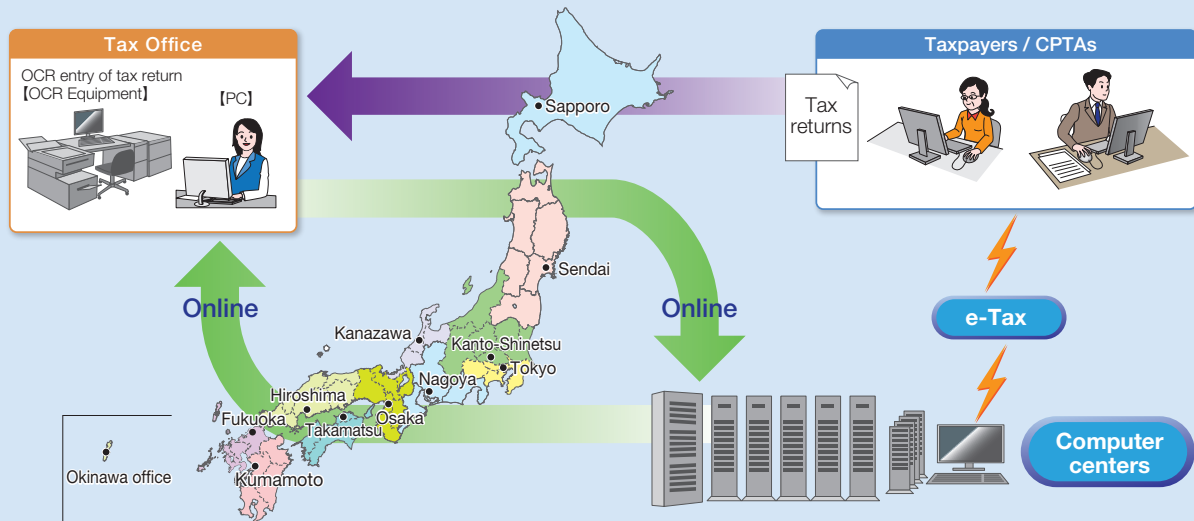 Tax Office
OCR entry of tax return
【OCR Equipment】
【PC】
Taxpayers / CPTAs
Tax
returns
Sapporo
Sendai
Online
Online
e-Tax
Kanazawa
Kanto-Shinetsu
Tokyo
Nagoya
Hiroshima
Osaka
Fukuoka
Takamatsu
Kumamoto
Okinawa office
Computer
centers